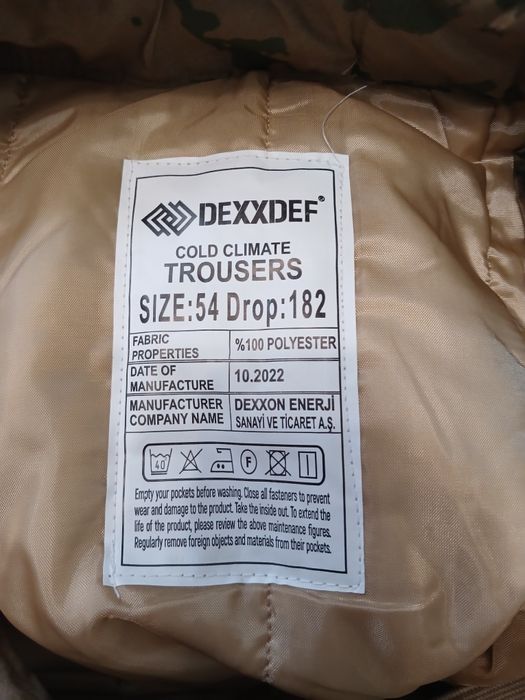 DEXXDEF®
COLD CLIMATE
TROUSERS
SIZE:54 Drop:182
FABRIC PROPERTIES %100 POLYESTER
DATE OF MANUFACTURE 10.2022
MANUFACTURER COMPANY NAME DEXXON ENERJİ SANAYİ VE TİCARET A.Ş.
40 F
Empty your pockets before washing. Close all fasteners to prevent
wear and damage to the product. Take the inside out. To extend the
life of the product, please review the above maintenance figures.
Regularly remove foreign objects and materials from their pockets.